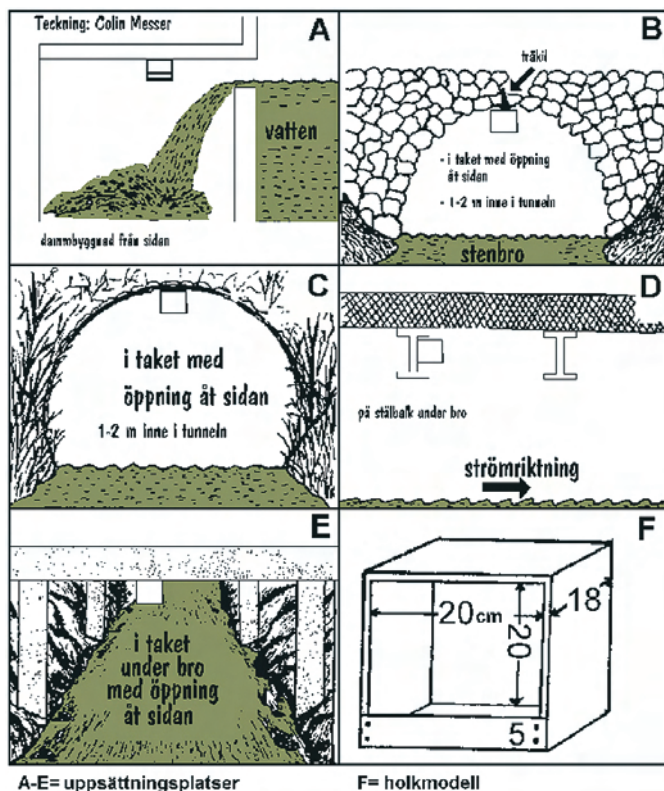 Teckning: Colin Messer
A
vatten
dammbyggnad från sidan
B
träkil
- i taket med öppning
åt sidan
- 1-2 m inne i tunneln
stenbro
C
i taket med
öppning åt sidan
1-2 m inne i tunneln
D
på stålbalk under bro
strömriktning
E
i taket
under bro
med öppning
åt sidan
F
20cm
18
20
5
A-E= uppsättningsplatser
F= holkmodell